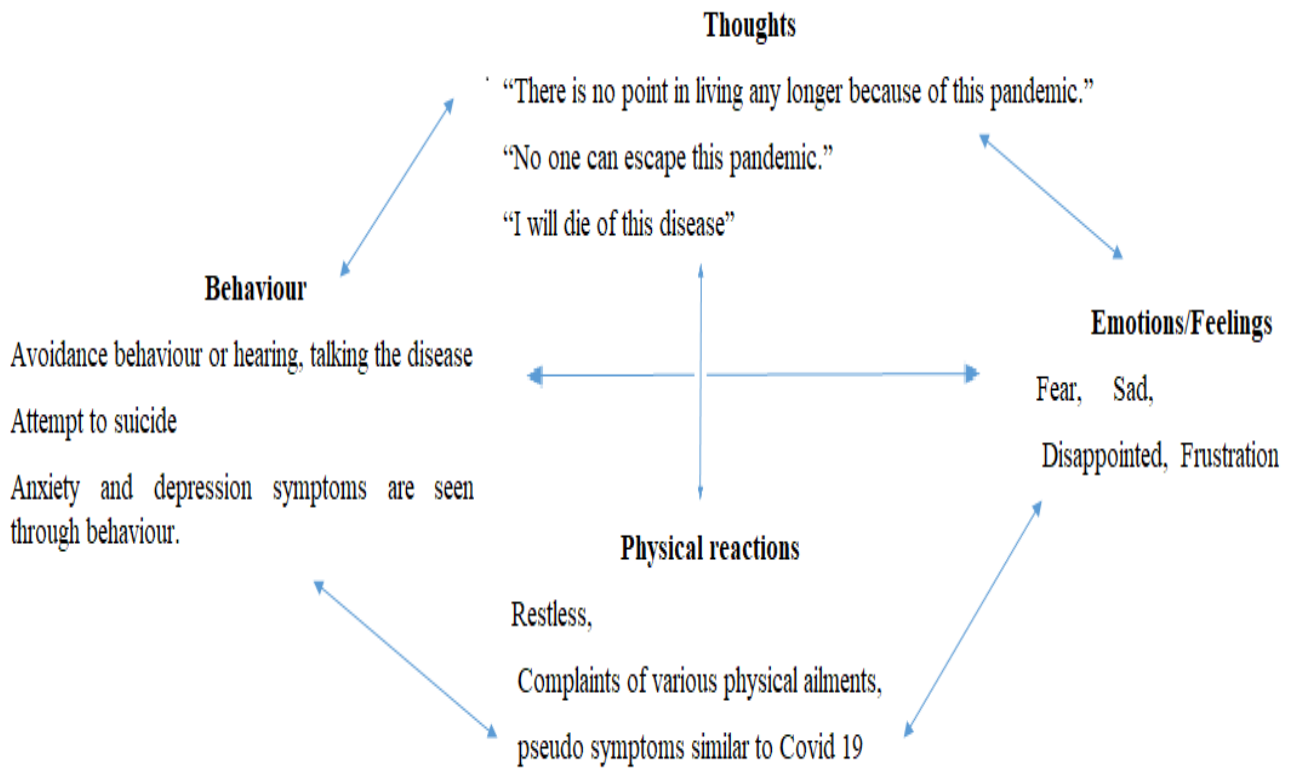 Thoughts
“There is no point in living any longer because of this pandemic.”
“No one can escape this pandemic.”
“I will die of this disease”
Behaviour
Avoidance behaviour or hearing, talking the disease
Attempt to suicide
Anxiety and depression symptoms are seen
through behaviour.
Emotions/Feelings
Fear, Sad,
Disappointed, Frustration
Physical reactions
Restless,
Complaints of various physical ailments,
pseudo symptoms similar to Covid 19